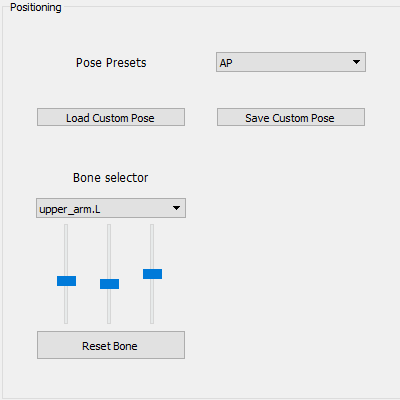 Positioning
Pose Presets
AP
Load Custom Pose
Save Custom Pose
Bone selector
upper_arm.L
Reset Bone